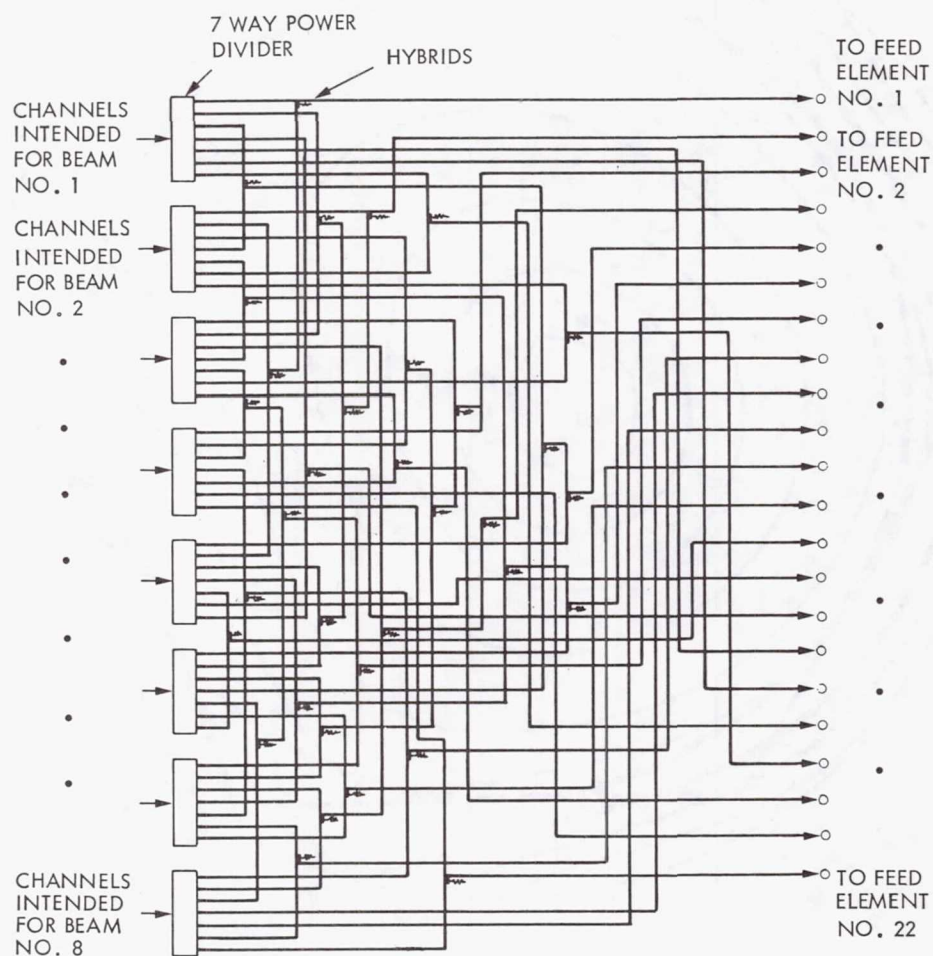 7 WAY POWER
DIVIDER
HYBRIDS
CHANNELS
INTENDED
FOR BEAM
NO. 1
CHANNELS
INTENDED
FOR BEAM
NO. 2
CHANNELS
INTENDED
FOR BEAM
NO. 8
TO FEED
ELEMENT
NO. 1
TO FEED
ELEMENT
NO. 2
TO FEED
ELEMENT
NO. 22